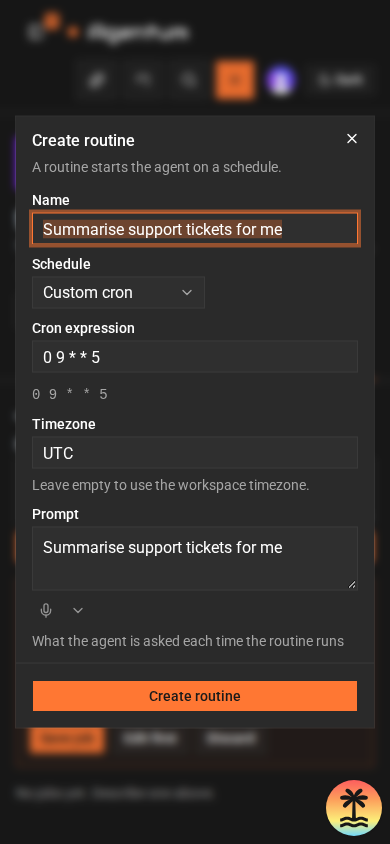 Create routine
A routine starts the agent on a schedule.
Name
Summarise support tickets for me
Schedule
Custom cron
Cron expression
0 9 * * 5
0 9 * * 5
Timezone
UTC
Leave empty to use the workspace timezone.
Prompt
Summarise support tickets for me
What the agent is asked each time the routine runs
Create routine